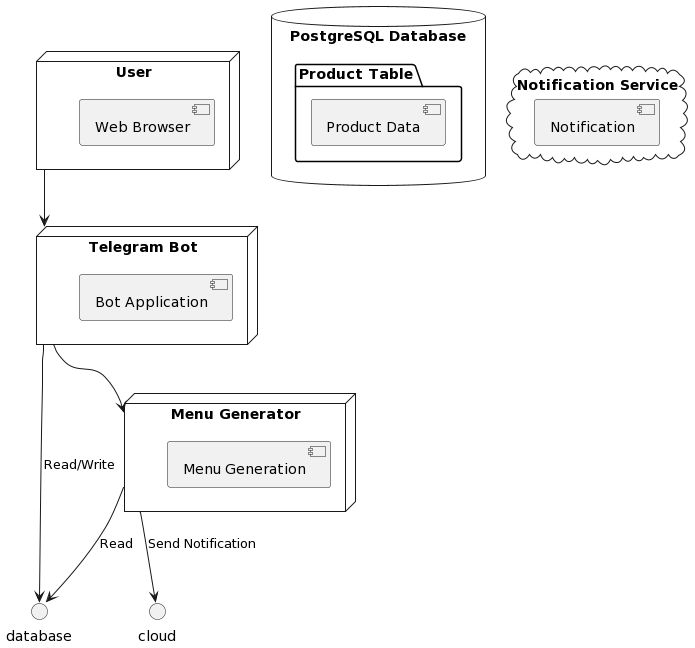 PostgreSQL Database
User
Product Table
Notification Service
Web Browser
Product Data
Notification
Telegram Bot
Bot Application
Menu Generator
Read/Write
Menu Generation
Read
Send Notification
database
cloud